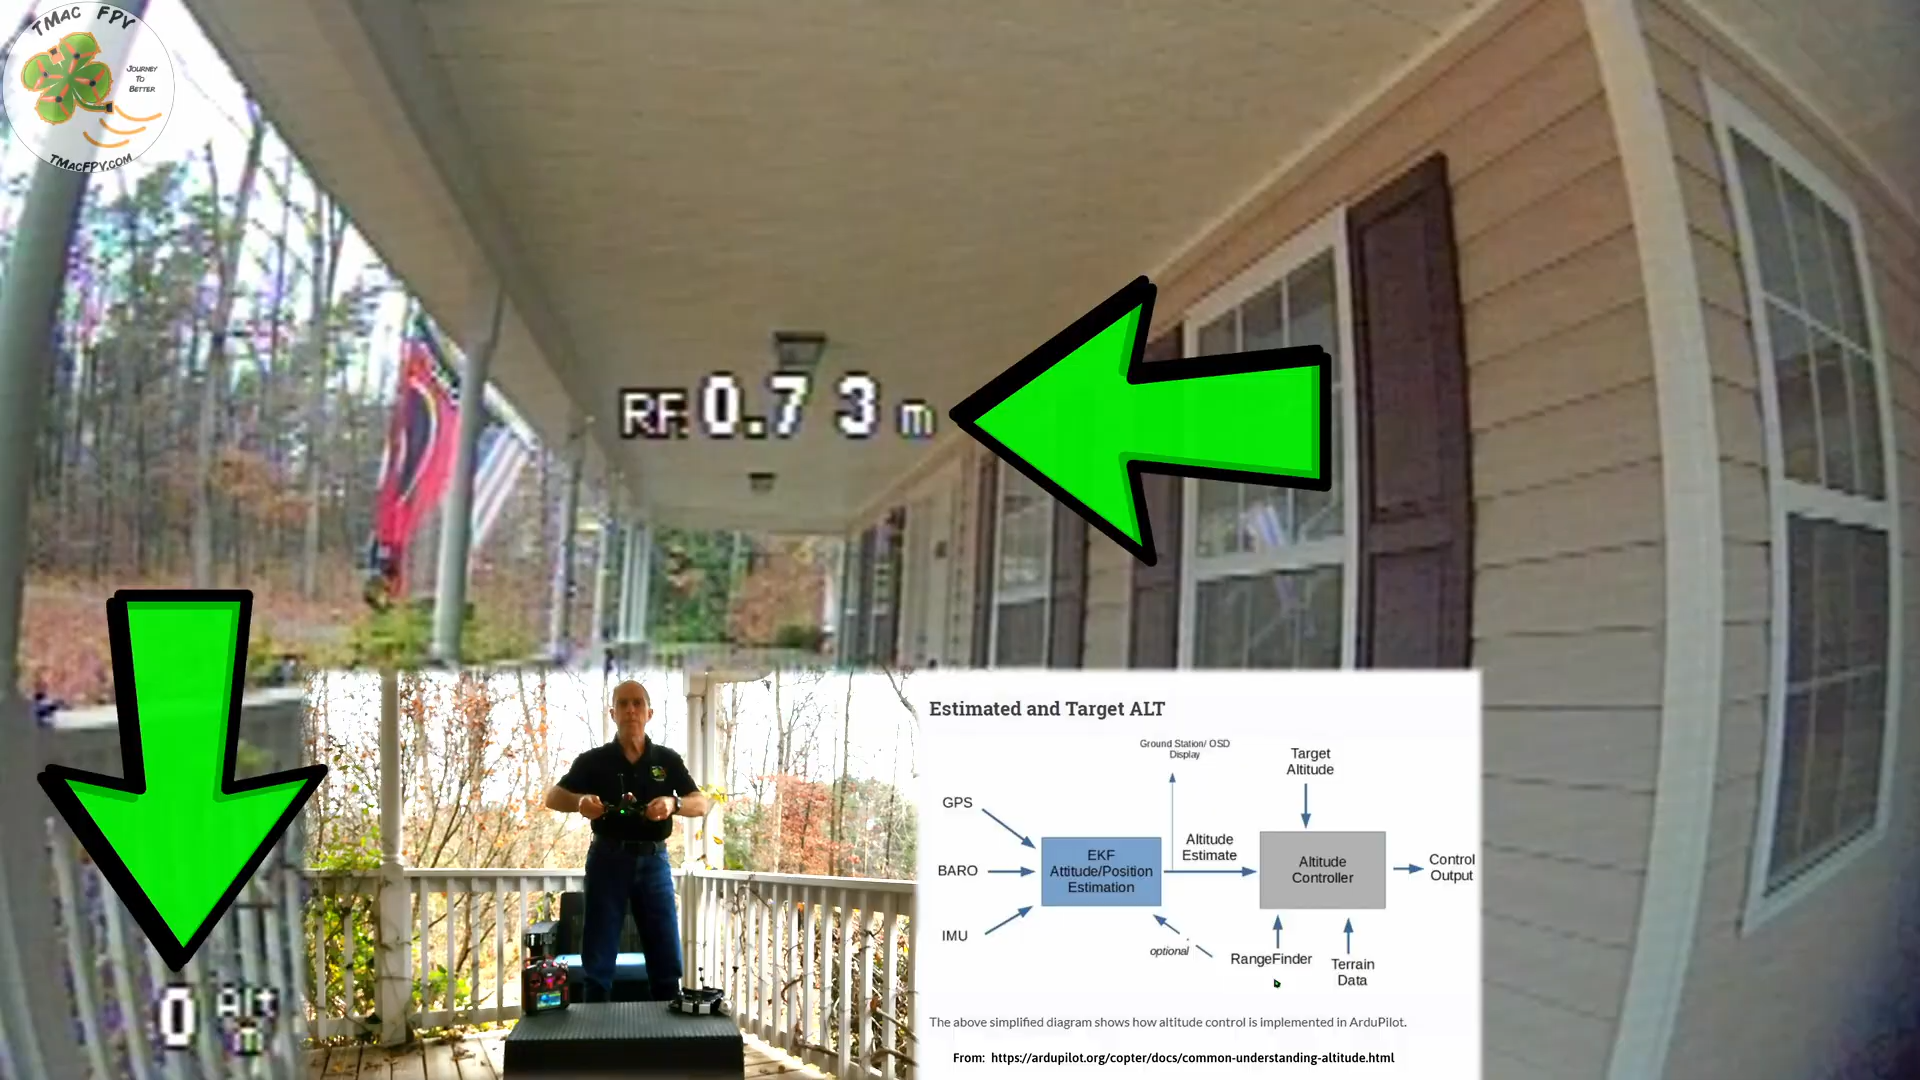 TMAC FPV
JOURNEY
TO
BETTER
TMACFPV.COM
RF 0.73 m
0 Alt
m
Estimated and Target ALT
Ground Station/ OSD
Display
Target
Altitude
GPS
Altitude
Estimate
EKF
Attitude/Position
Estimation
BARO
Altitude
Controller
Control
Output
IMU
optional
RangeFinder
Terrain
Data
The above simplified diagram shows how altitude control is implemented in ArduPilot.
From: https://ardupilot.org/copter/docs/common-understanding-altitude.html